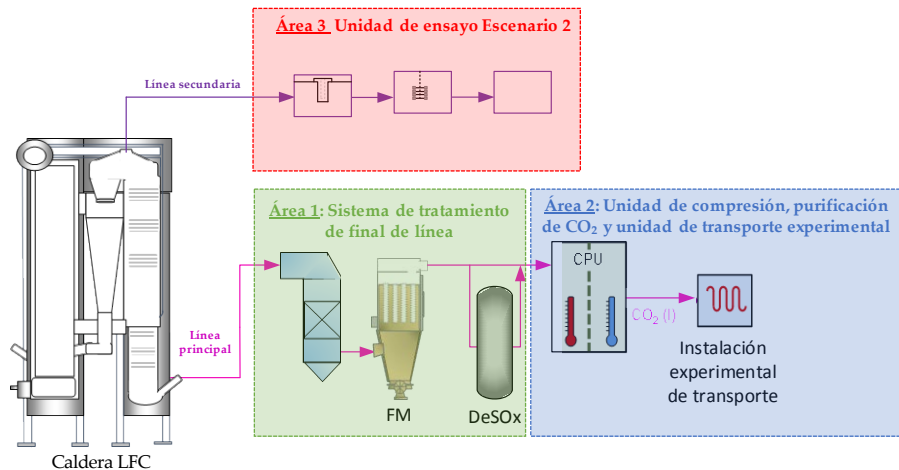 Área 3 Unidad de ensayo Escenario 2
Línea secundaria
Área 1: Sistema de tratamiento
de final de línea
Área 2: Unidad de compresión, purificación
de CO₂ y unidad de transporte experimental
CPU
CO₂ (l)
Línea
principal
Instalación
experimental
de transporte
FM
DeSOx
Caldera LFC